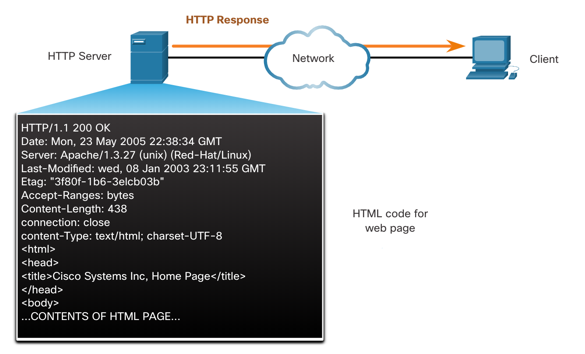 HTTP Response
HTTP Server
Network
Client
HTTP/1.1 200 OK
Date: Mon, 23 May 2005 22:38:34 GMT
Server: Apache/1.3.27 (unix) (Red-Hat/Linux)
Last-Modified: wed, 08 Jan 2003 23:11:55 GMT
Etag: "3f80f-1b6-3elcb03b"
Accept-Ranges: bytes
Content-Length: 438
connection: close
content-Type: text/html; charset-UTF-8
<html>
<head>
<title>Cisco Systems Inc, Home Page</title>
</head>
<body>
...CONTENTS OF HTML PAGE...
HTML code for
web page